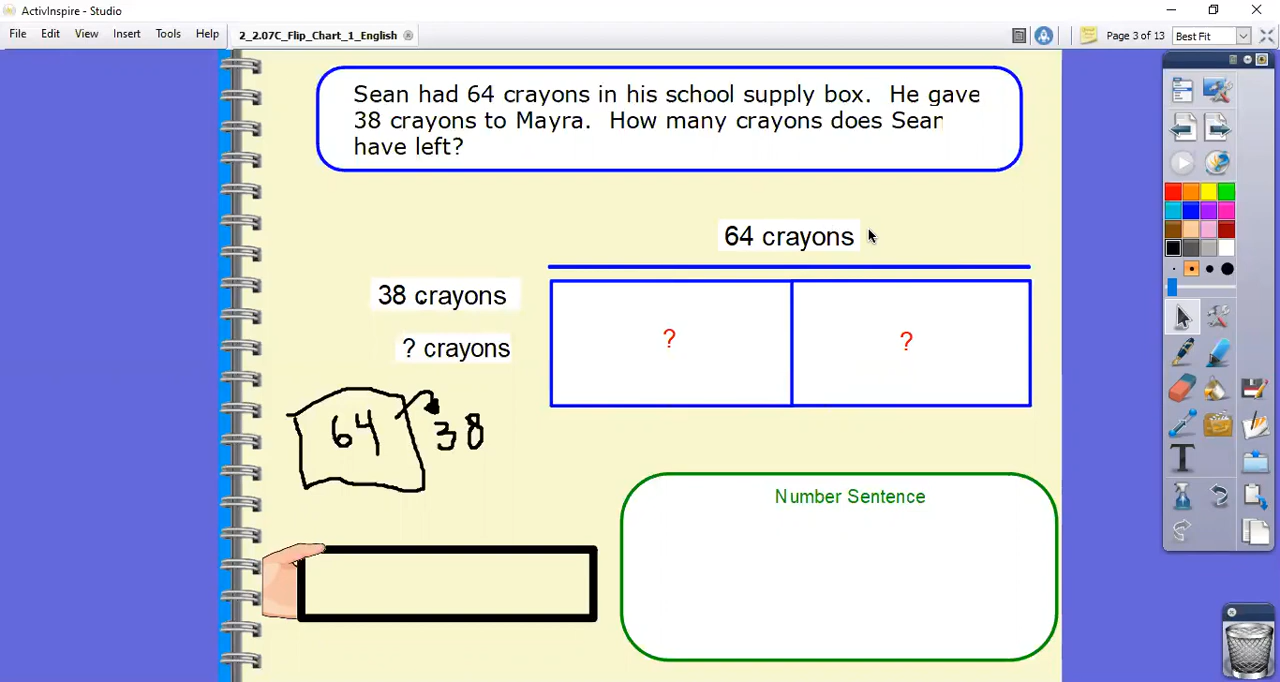 ActivInspire - Studio
File Edit View Insert Tools Help
2_2.07C_Flip_Chart_1_English
Page 3 of 13
Best Fit
Sean had 64 crayons in his school supply box. He gave
38 crayons to Mayra. How many crayons does Sean
have left?
64 crayons
38 crayons
? crayons
?
?
64
38
Number Sentence
T